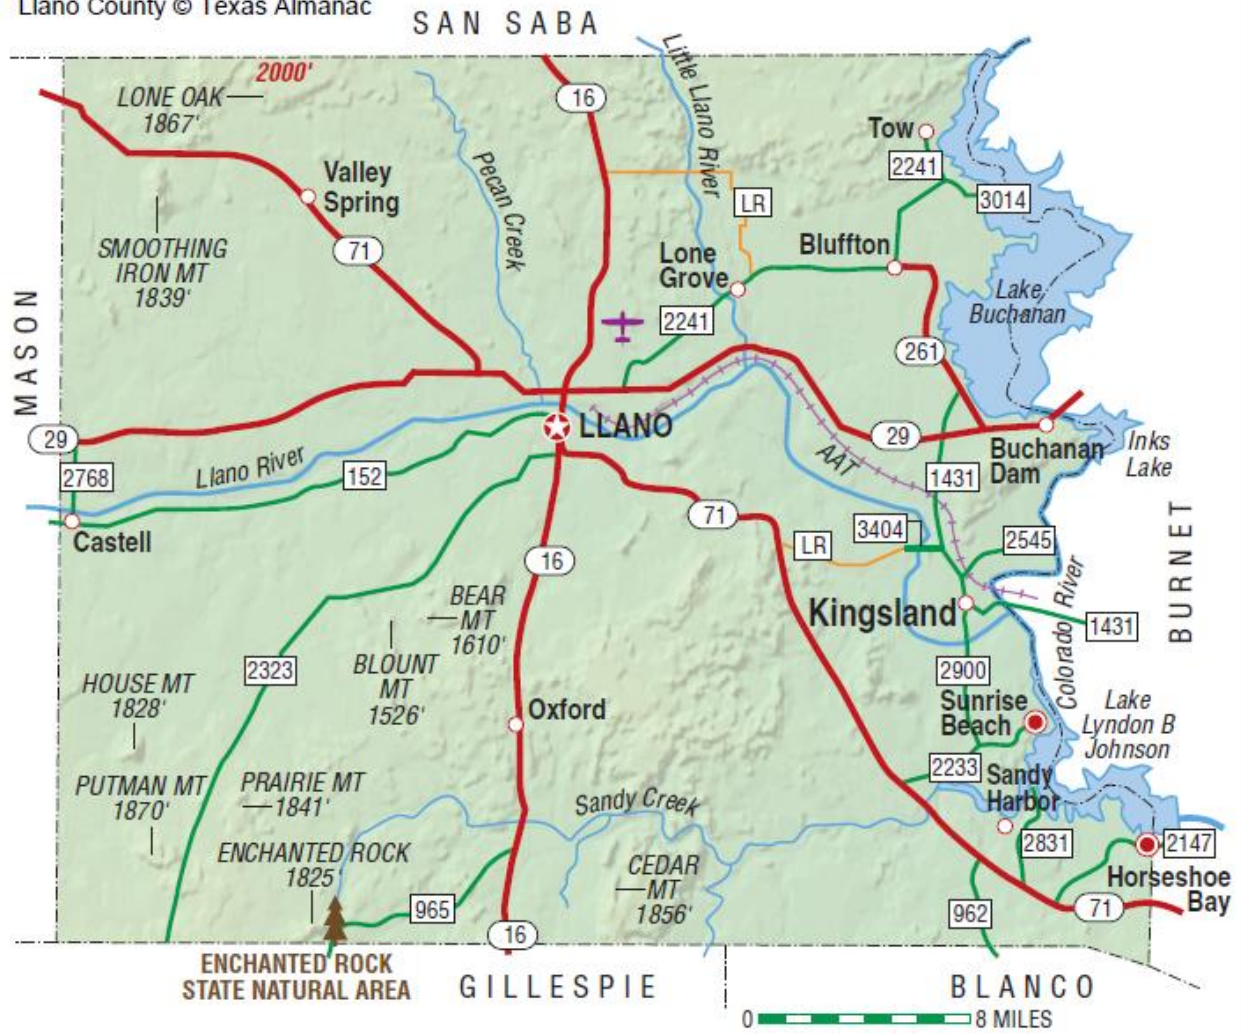 Llano County © Texas Almanac
SAN SABA
2000'
LONE OAK
1867'
16
Little Llano River
Tow
2241
3014
Valley
Spring
Pecan Creek
LR
SMOOTHING
IRON MT
1839'
71
Lone
Grove
Bluffton
Lake
Buchanan
MASON
2241
261
29
LLANO
29
Buchanan
Dam
Inks
Lake
2768
Llano River
152
AAT
1431
Castell
71
3404
LR
2545
BURNET
16
BEAR
MT
1610'
Kingsland
Colorado River
1431
2323
BLOUNT
MT
1526'
2900
HOUSE MT
1828'
Oxford
Sunrise
Beach
Lake
Lyndon B
Johnson
PUTMAN MT
1870'
PRAIRIE MT
1841'
Sandy Creek
2233
Sandy
Harbor
ENCHANTED ROCK
1825'
CEDAR
MT
1856'
2831
2147
Horseshoe
Bay
965
16
962
71
ENCHANTED ROCK
STATE NATURAL AREA
GILLESPIE
BLANCO
0 8 MILES